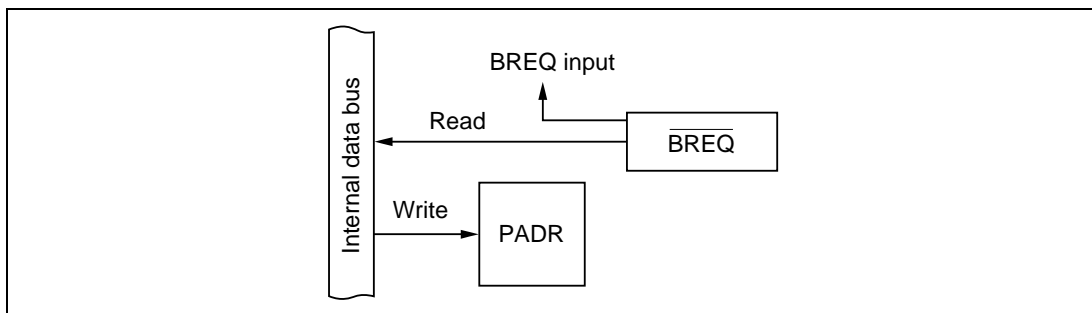 BREQ input
Read
BREQ
Internal data bus
Write
PADR